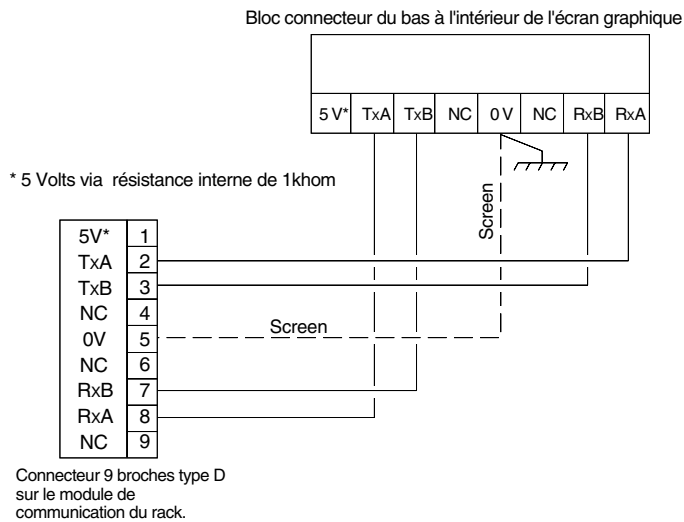 Bloc connecteur du bas à l'intérieur de l'écran graphique
5 V* TxA TxB NC 0 V NC RxB RxA
* 5 Volts via résistance interne de 1khom
Screen
5V* 1
TxA 2
TxB 3
NC 4
0V 5
Screen
NC 6
RxB 7
RxA 8
NC 9
Connecteur 9 broches type D
sur le module de
communication du rack.